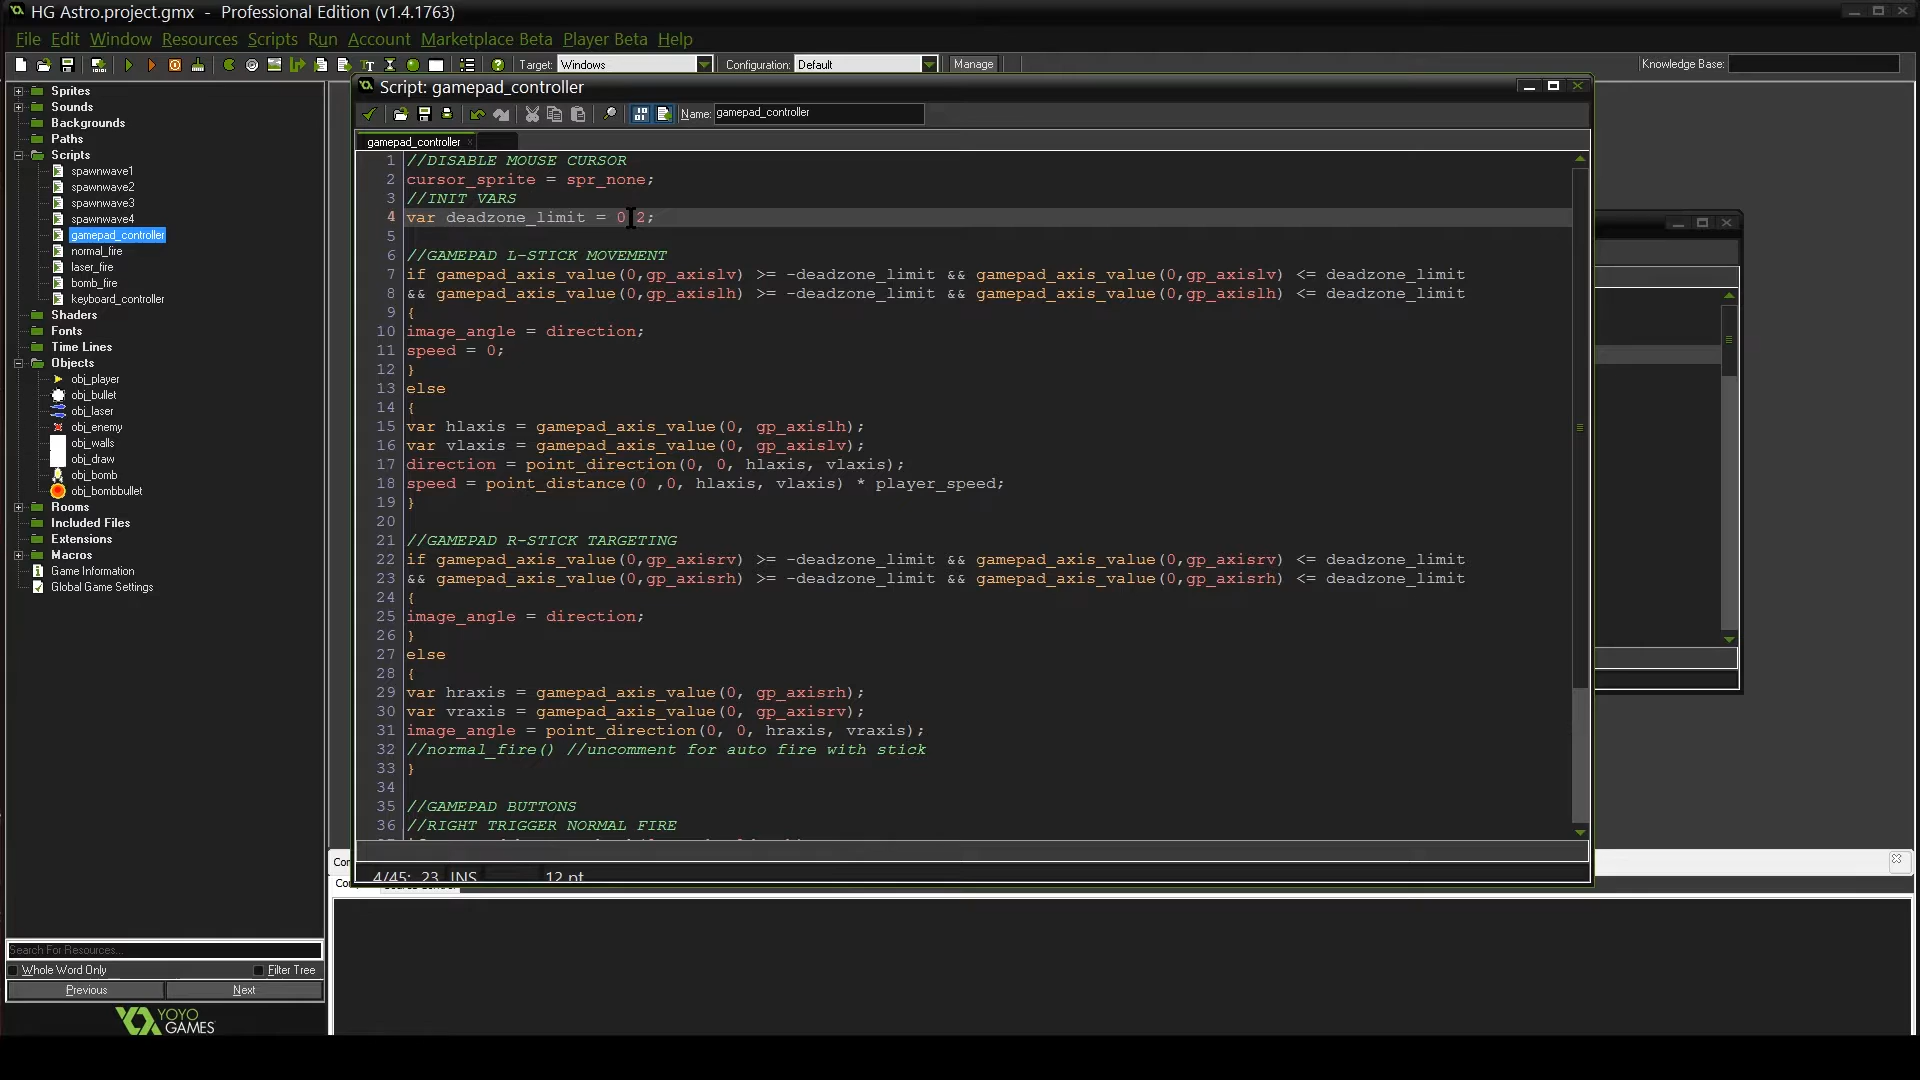 HG Astro.project.gmx - Professional Edition (v1.4.1763)
File Edit Window Resources Scripts Run Account Marketplace Beta Player Beta Help
Target: Windows Configuration: Default Manage Knowledge Base:
Sprites
Sounds
Backgrounds
Paths
Scripts
spawnwave1
spawnwave2
spawnwave3
spawnwave4
gamepad_controller
normal_fire
laser_fire
bomb_fire
keyboard_controller
Shaders
Fonts
Time Lines
Objects
obj_player
obj_bullet
obj_laser
obj_enemy
obj_walls
obj_draw
obj_bomb
obj_bombbullet
Rooms
Included Files
Extensions
Macros
Game Information
Global Game Settings
Search For Resources...
Whole Word Only Filter Tree
Previous Next
YOYO
GAMES
Script: gamepad_controller
Name: gamepad_controller
gamepad_controller
1 //DISABLE MOUSE CURSOR
2 cursor_sprite = spr_none;
3 //INIT VARS
4 var deadzone_limit = 0.2;
5
6 //GAMEPAD L-STICK MOVEMENT
7 if gamepad_axis_value(0,gp_axislv) >= -deadzone_limit && gamepad_axis_value(0,gp_axislv) <= deadzone_limit
8 && gamepad_axis_value(0,gp_axislh) >= -deadzone_limit && gamepad_axis_value(0,gp_axislh) <= deadzone_limit
9 {
10 image_angle = direction;
11 speed = 0;
12 }
13 else
14 {
15 var hlaxis = gamepad_axis_value(0, gp_axislh);
16 var vlaxis = gamepad_axis_value(0, gp_axislv);
17 direction = point_direction(0, 0, hlaxis, vlaxis);
18 speed = point_distance(0 ,0, hlaxis, vlaxis) * player_speed;
19 }
20
21 //GAMEPAD R-STICK TARGETING
22 if gamepad_axis_value(0,gp_axisrv) >= -deadzone_limit && gamepad_axis_value(0,gp_axisrv) <= deadzone_limit
23 && gamepad_axis_value(0,gp_axisrh) >= -deadzone_limit && gamepad_axis_value(0,gp_axisrh) <= deadzone_limit
24 {
25 image_angle = direction;
26 }
27 else
28 {
29 var hraxis = gamepad_axis_value(0, gp_axisrh);
30 var vraxis = gamepad_axis_value(0, gp_axisrv);
31 image_angle = point_direction(0, 0, hraxis, vraxis);
32 //normal_fire() //uncomment for auto fire with stick
33 }
34
35 //GAMEPAD BUTTONS
36 //RIGHT TRIGGER NORMAL FIRE
4/45: 23 INS 12 pt